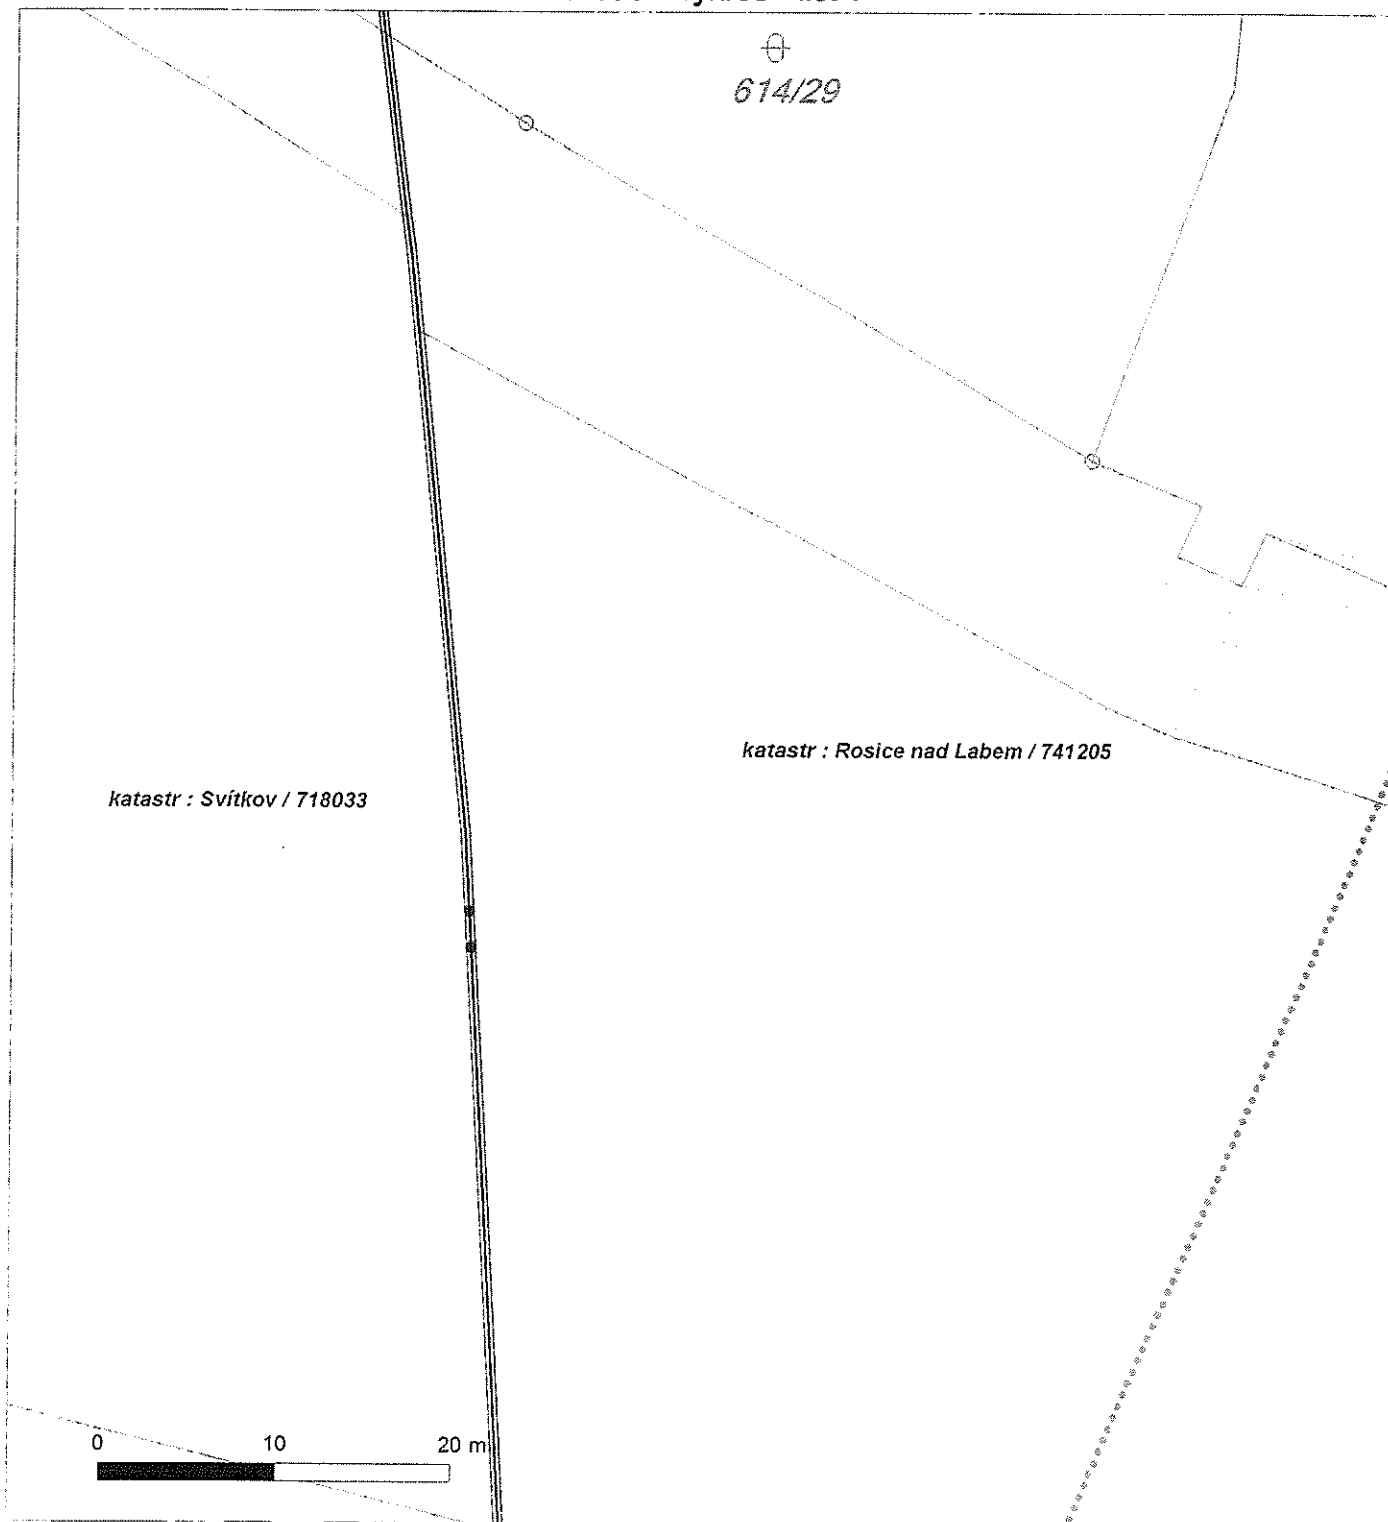 614/29
katastr : Rosice nad Labem / 741205
katastr : Svítkov / 718033
0 10 20 m